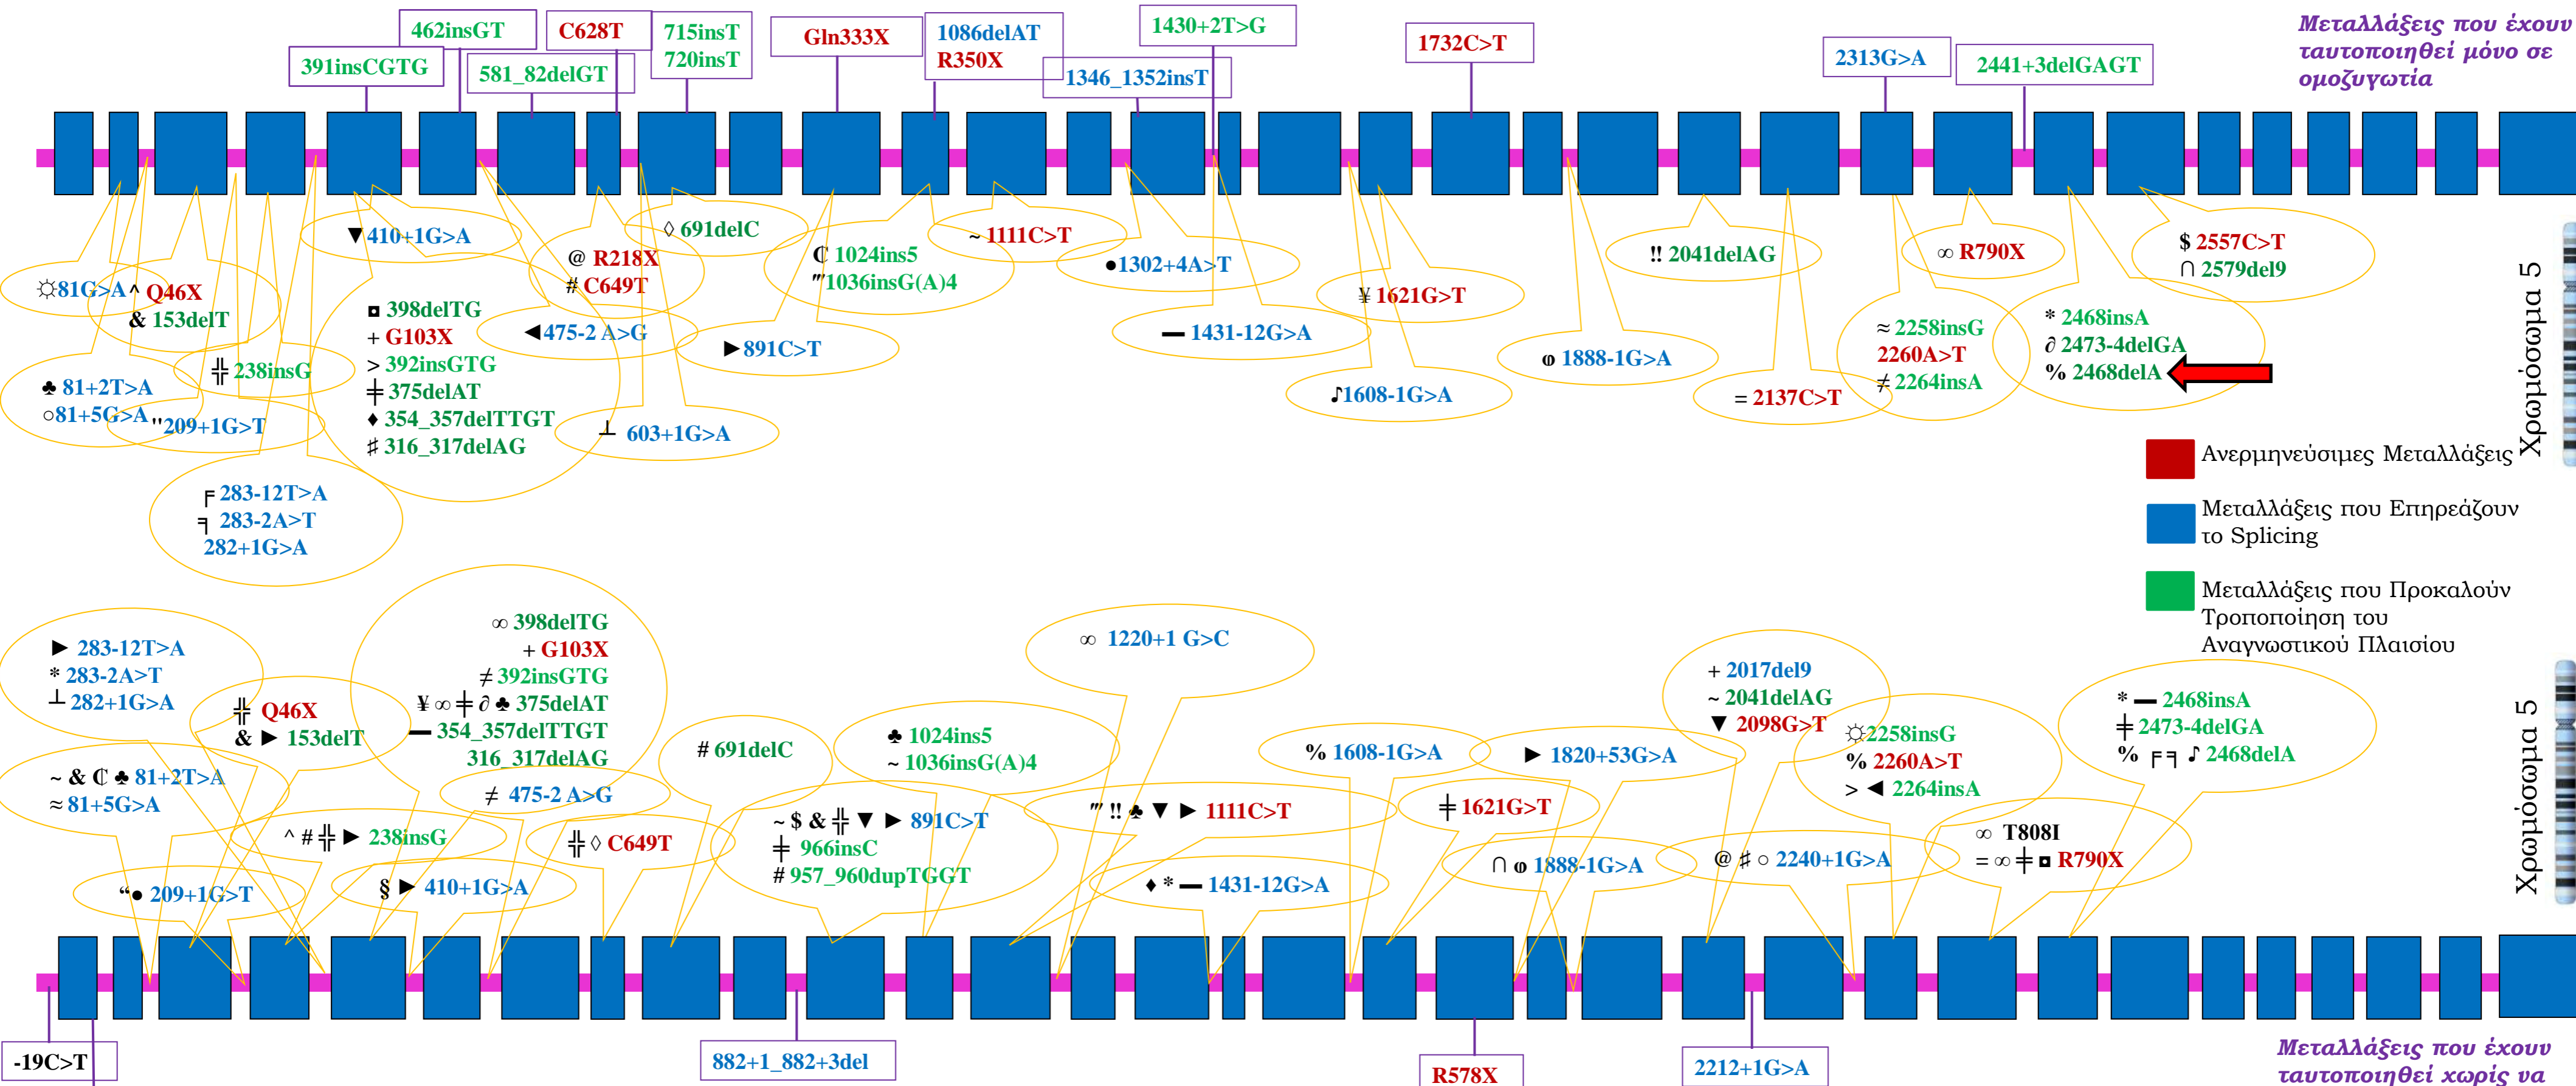 462insGT
C628T
715insT
720insT
Gln333X
1086delAT
R350X
1430+2T>G
1732C>T
2313G>A
2441+3delGAGT
Μεταλλάξεις που έχουν
ταυτοποιηθεί μόνο σε
ομοζυγωτία
391insCGTG
581_82delGT
1346_1352insT
▼ 410+1G>A
◊ 691delC
@ R218X
# C649T
₵ 1024ins5
‴1036insG(A)4
~ 1111C>T
●1302+4A>T
!! 2041delAG
∞ R790X
$ 2557C>T
∩ 2579del9
☼81G>A
^ Q46X
& 153delT
¥ 1621G>T
◘ 398delTG
+ G103X
> 392insGTG
╪ 375delAT
♦ 354_357delTTGT
♯ 316_317delAG
◄475-2 A>G
►891C>T
▬ 1431-12G>A
φ 1888-1G>A
≈ 2258insG
2260A>T
≠ 2264insA
* 2468insA
∂ 2473-4delGA
% 2468delA
♣ 81+2T>A
○81+5G>A
╬ 238insG
"209+1G>T
┴ 603+1G>A
♪1608-1G>A
= 2137C>T
Χρωμόσωμα 5
╒ 283-12T>A
╕ 283-2A>T
282+1G>A
Ανερμηνεύσιμες Μεταλλάξεις
Μεταλλάξεις που Επηρεάζουν
το Splicing
Μεταλλάξεις που Προκαλούν
Τροποποίηση του
Αναγνωστικού Πλαισίου
► 283-12T>A
* 283-2A>T
┴ 282+1G>A
╬ Q46X
& ► 153delT
∞ 398delTG
+ G103X
≠ 392insGTG
¥ ∞ ╪ ∂ ♣ 375delAT
▬ 354_357delTTGT
316_317delAG
# 691delC
♣ 1024ins5
~ 1036insG(A)4
∞ 1220+1 G>C
% 1608-1G>A
► 1820+53G>A
+ 2017del9
~ 2041delAG
▼ 2098G>T
☼2258insG
% 2260A>T
> ◄ 2264insA
* ▬ 2468insA
╪ 2473-4delGA
% ╒ ╕ ♪ 2468delA
~ & ₵ ♣ 81+2T>A
≈ 81+5G>A
≠ 475-2 A>G
^ # ╬ ► 238insG
╬ ◊ C649T
~ $ & ╬ ▼ ► 891C>T
╪ 966insC
# 957_960dupTGGT
‴ !! ♣ ▼ ► 1111C>T
╪ 1621G>T
∞ T808I
= ∞ ╪ ◘ R790X
“● 209+1G>T
§ ► 410+1G>A
♦ * ▬ 1431-12G>A
∩ φ 1888-1G>A
@ ♯ ○ 2240+1G>A
Χρωμόσωμα 5
-19C>T
882+1_882+3del
R578X
2212+1G>A
Μεταλλάξεις που έχουν
ταυτοποιηθεί χωρίς να